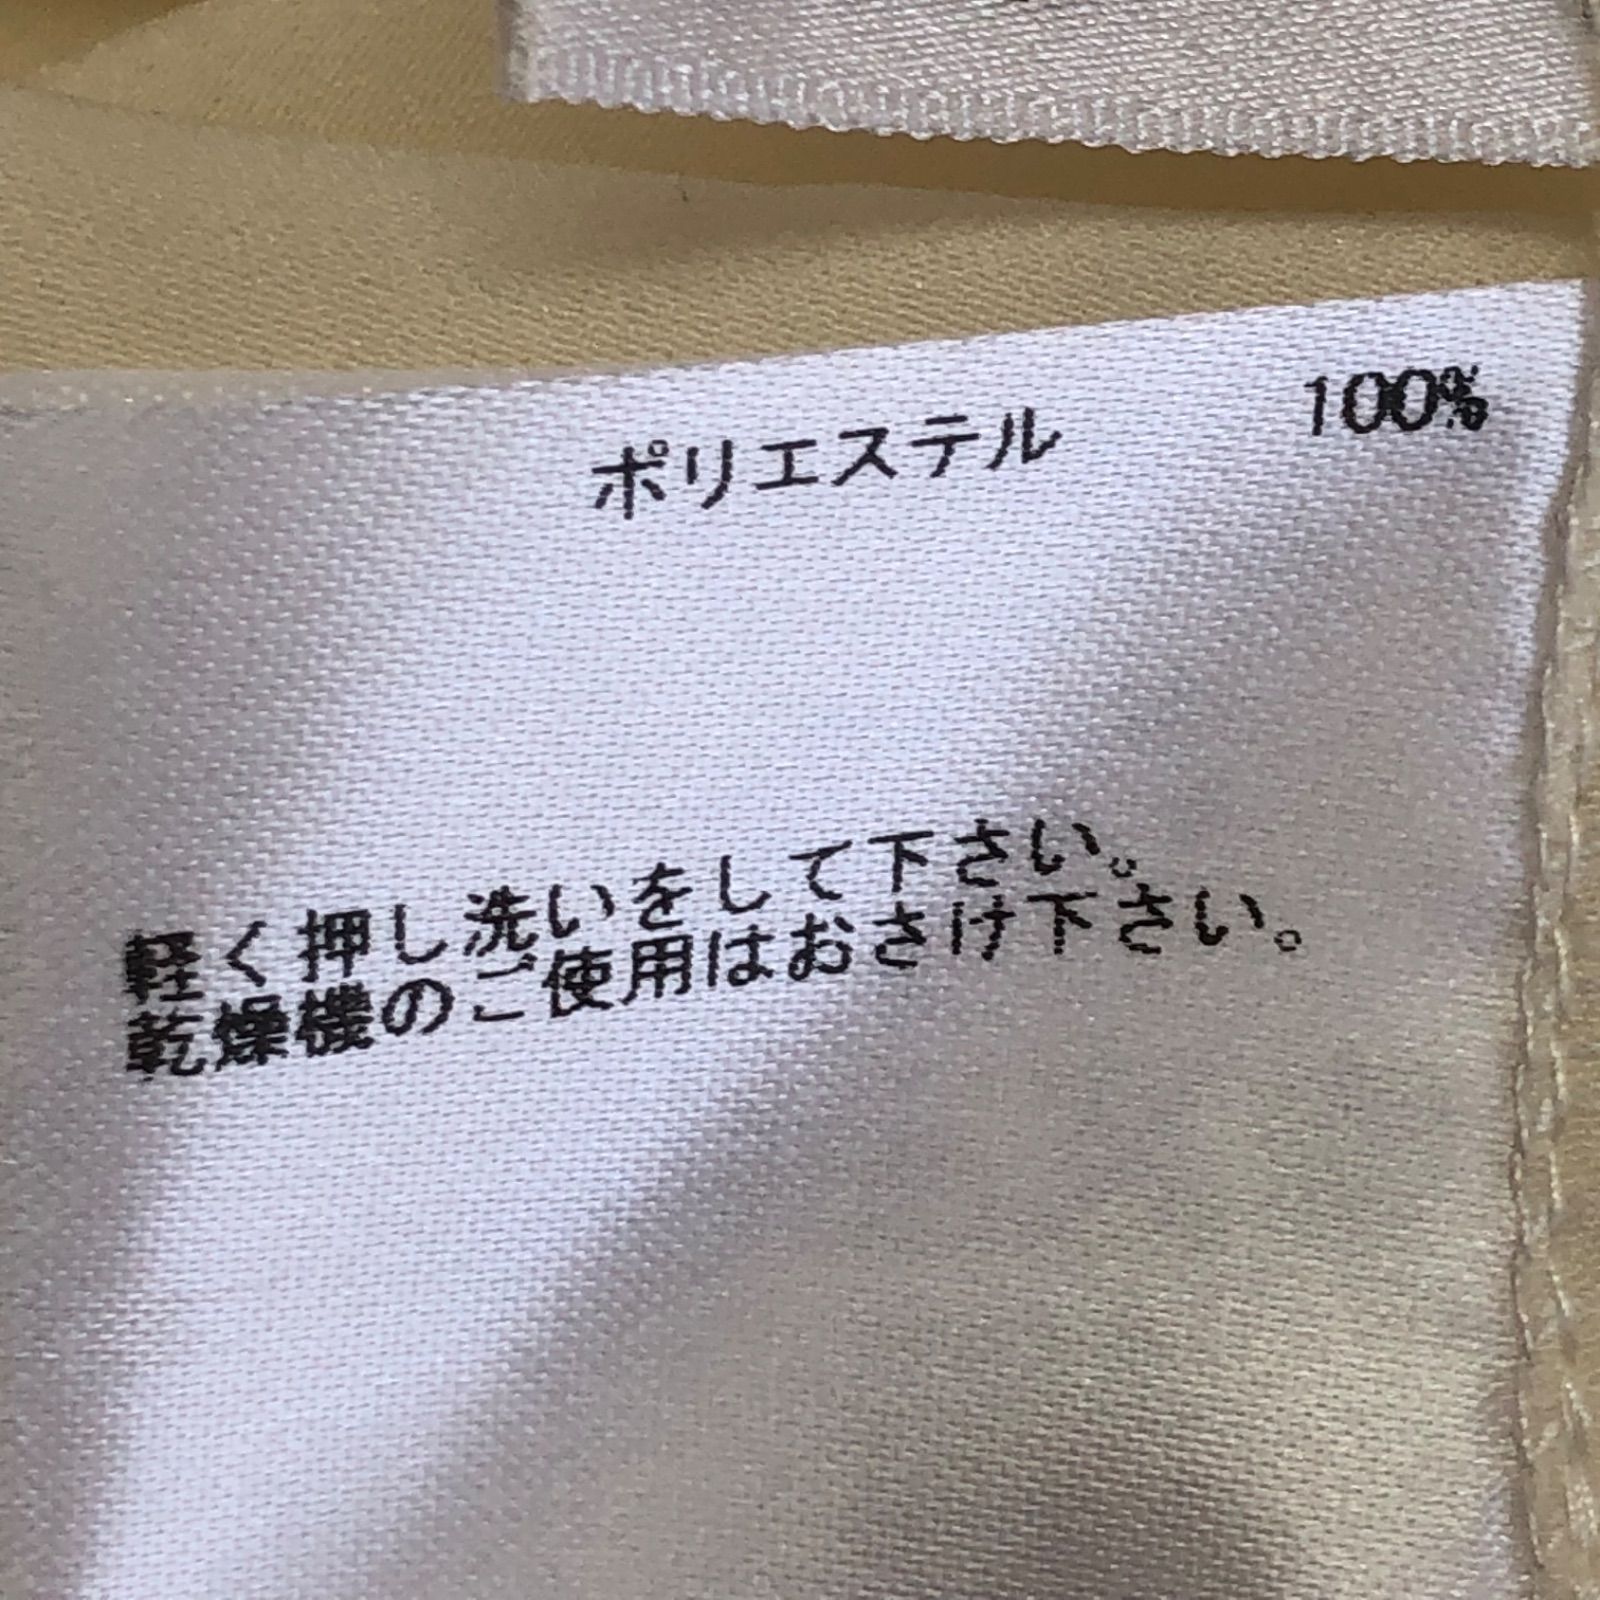 ポリエステル 100%
軽く押し洗いをして下さい。
乾燥機のご使用はおさけ下さい。